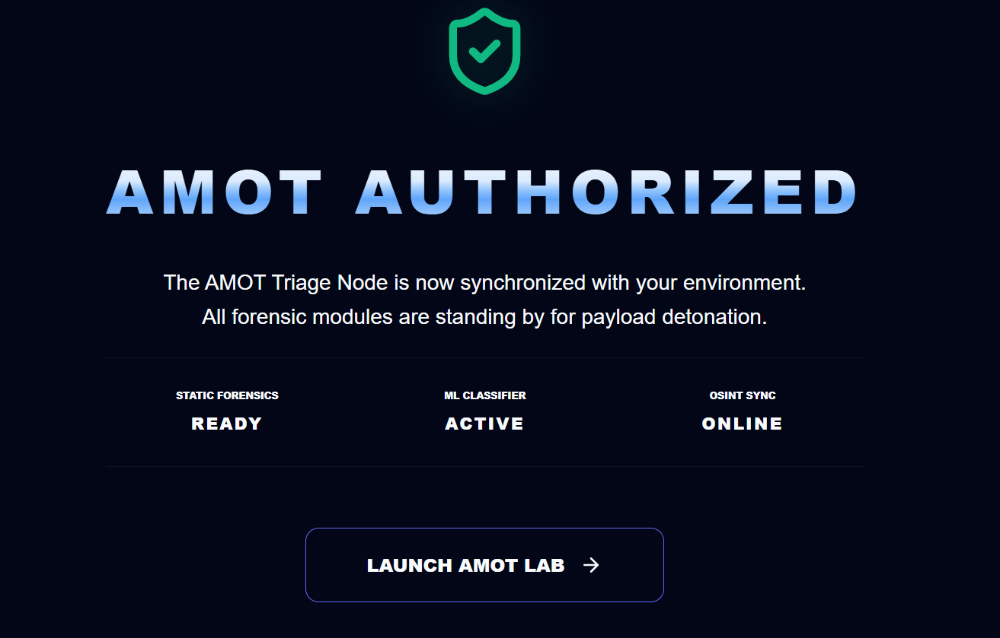 AMOT AUTHORIZED
The AMOT Triage Node is now synchronized with your environment.
All forensic modules are standing by for payload detonation.
STATIC FORENSICS
READY
ML CLASSIFIER
ACTIVE
OSINT SYNC
ONLINE
LAUNCH AMOT LAB →